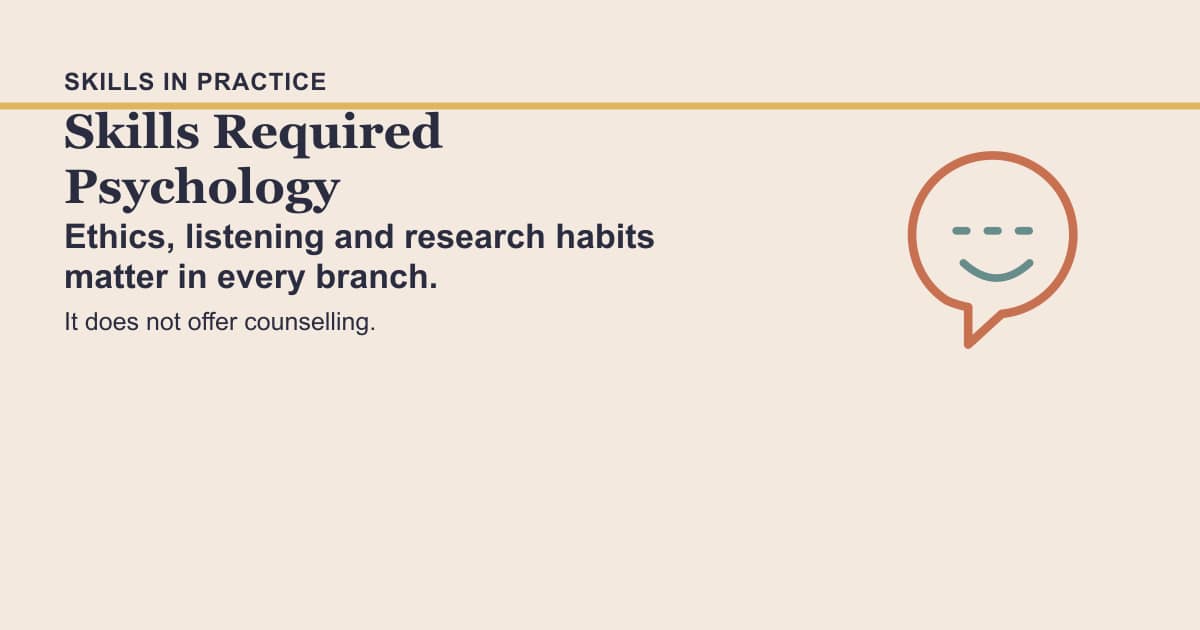 SKILLS IN PRACTICE
Skills Required
Psychology
Ethics, listening and research habits
matter in every branch.
It does not offer counselling.